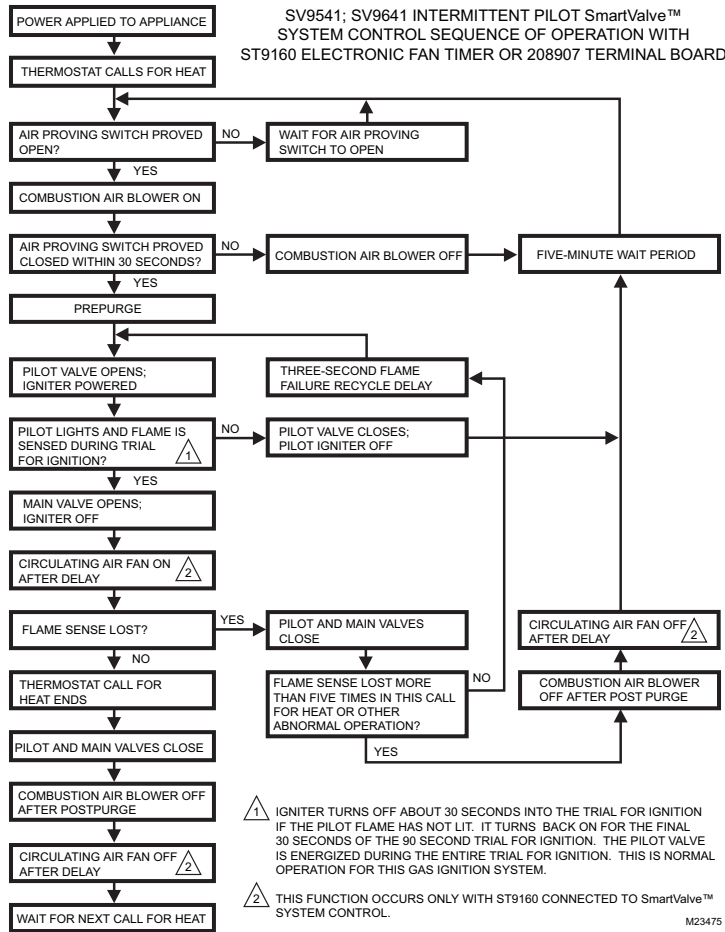 SV9541; SV9641 INTERMITTENT PILOT SmartValve™
SYSTEM CONTROL SEQUENCE OF OPERATION WITH
ST9160 ELECTRONIC FAN TIMER OR 208907 TERMINAL BOARD
POWER APPLIED TO APPLIANCE
THERMOSTAT CALLS FOR HEAT
AIR PROVING SWITCH PROVED
OPEN?
NO
WAIT FOR AIR PROVING
SWITCH TO OPEN
YES
COMBUSTION AIR BLOWER ON
AIR PROVING SWITCH PROVED
CLOSED WITHIN 30 SECONDS?
NO
COMBUSTION AIR BLOWER OFF
FIVE-MINUTE WAIT PERIOD
YES
PREPURGE
PILOT VALVE OPENS;
IGNITER POWERED
THREE-SECOND FLAME
FAILURE RECYCLE DELAY
PILOT LIGHTS AND FLAME IS
SENSED DURING TRIAL
FOR IGNITION?
1
NO
PILOT VALVE CLOSES;
PILOT IGNITER OFF
YES
MAIN VALVE OPENS;
IGNITER OFF
CIRCULATING AIR FAN ON
AFTER DELAY
2
FLAME SENSE LOST?
YES
PILOT AND MAIN VALVES
CLOSE
CIRCULATING AIR FAN OFF
AFTER DELAY
2
NO
THERMOSTAT CALL FOR
HEAT ENDS
FLAME SENSE LOST MORE
THAN FIVE TIMES IN THIS CALL
FOR HEAT OR OTHER
ABNORMAL OPERATION?
NO
COMBUSTION AIR BLOWER
OFF AFTER POST PURGE
YES
PILOT AND MAIN VALVES CLOSE
COMBUSTION AIR BLOWER OFF
AFTER POSTPURGE
CIRCULATING AIR FAN OFF
AFTER DELAY
2
WAIT FOR NEXT CALL FOR HEAT
1 IGNITER TURNS OFF ABOUT 30 SECONDS INTO THE TRIAL FOR IGNITION
IF THE PILOT FLAME HAS NOT LIT. IT TURNS BACK ON FOR THE FINAL
30 SECONDS OF THE 90 SECOND TRIAL FOR IGNITION. THE PILOT VALVE
IS ENERGIZED DURING THE ENTIRE TRIAL FOR IGNITION. THIS IS NORMAL
OPERATION FOR THIS GAS IGNITION SYSTEM.
2 THIS FUNCTION OCCURS ONLY WITH ST9160 CONNECTED TO SmartValve™
SYSTEM CONTROL.
M23475